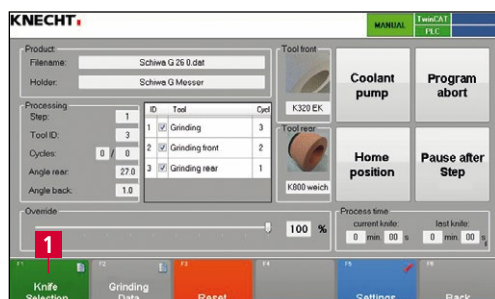 KNECHT
MANUAL
TwinCAT
PLC
Product
Filename: Schiwa G 26 0.dat
Holder: Schiwa G Messer
Tool front
K320 EK
Coolant pump
Program abort
Processing
Step: 1
Tool ID: 3
Cycles: 0 / 0
Angle rear: 27.0
Angle back: 1.0
ID Tool Cycl
1 Grinding 3
2 Grinding front 2
3 Grinding rear 1
Tool rear
K800 weich
Home position
Pause after Step
Override
100 %
Process time
current knife: last knife:
0 min 00 s 0 min 00 s
1
F1 Knife Selection
F2 Grinding Data
F3 Reset
F4
F5 Settings
F6 Back